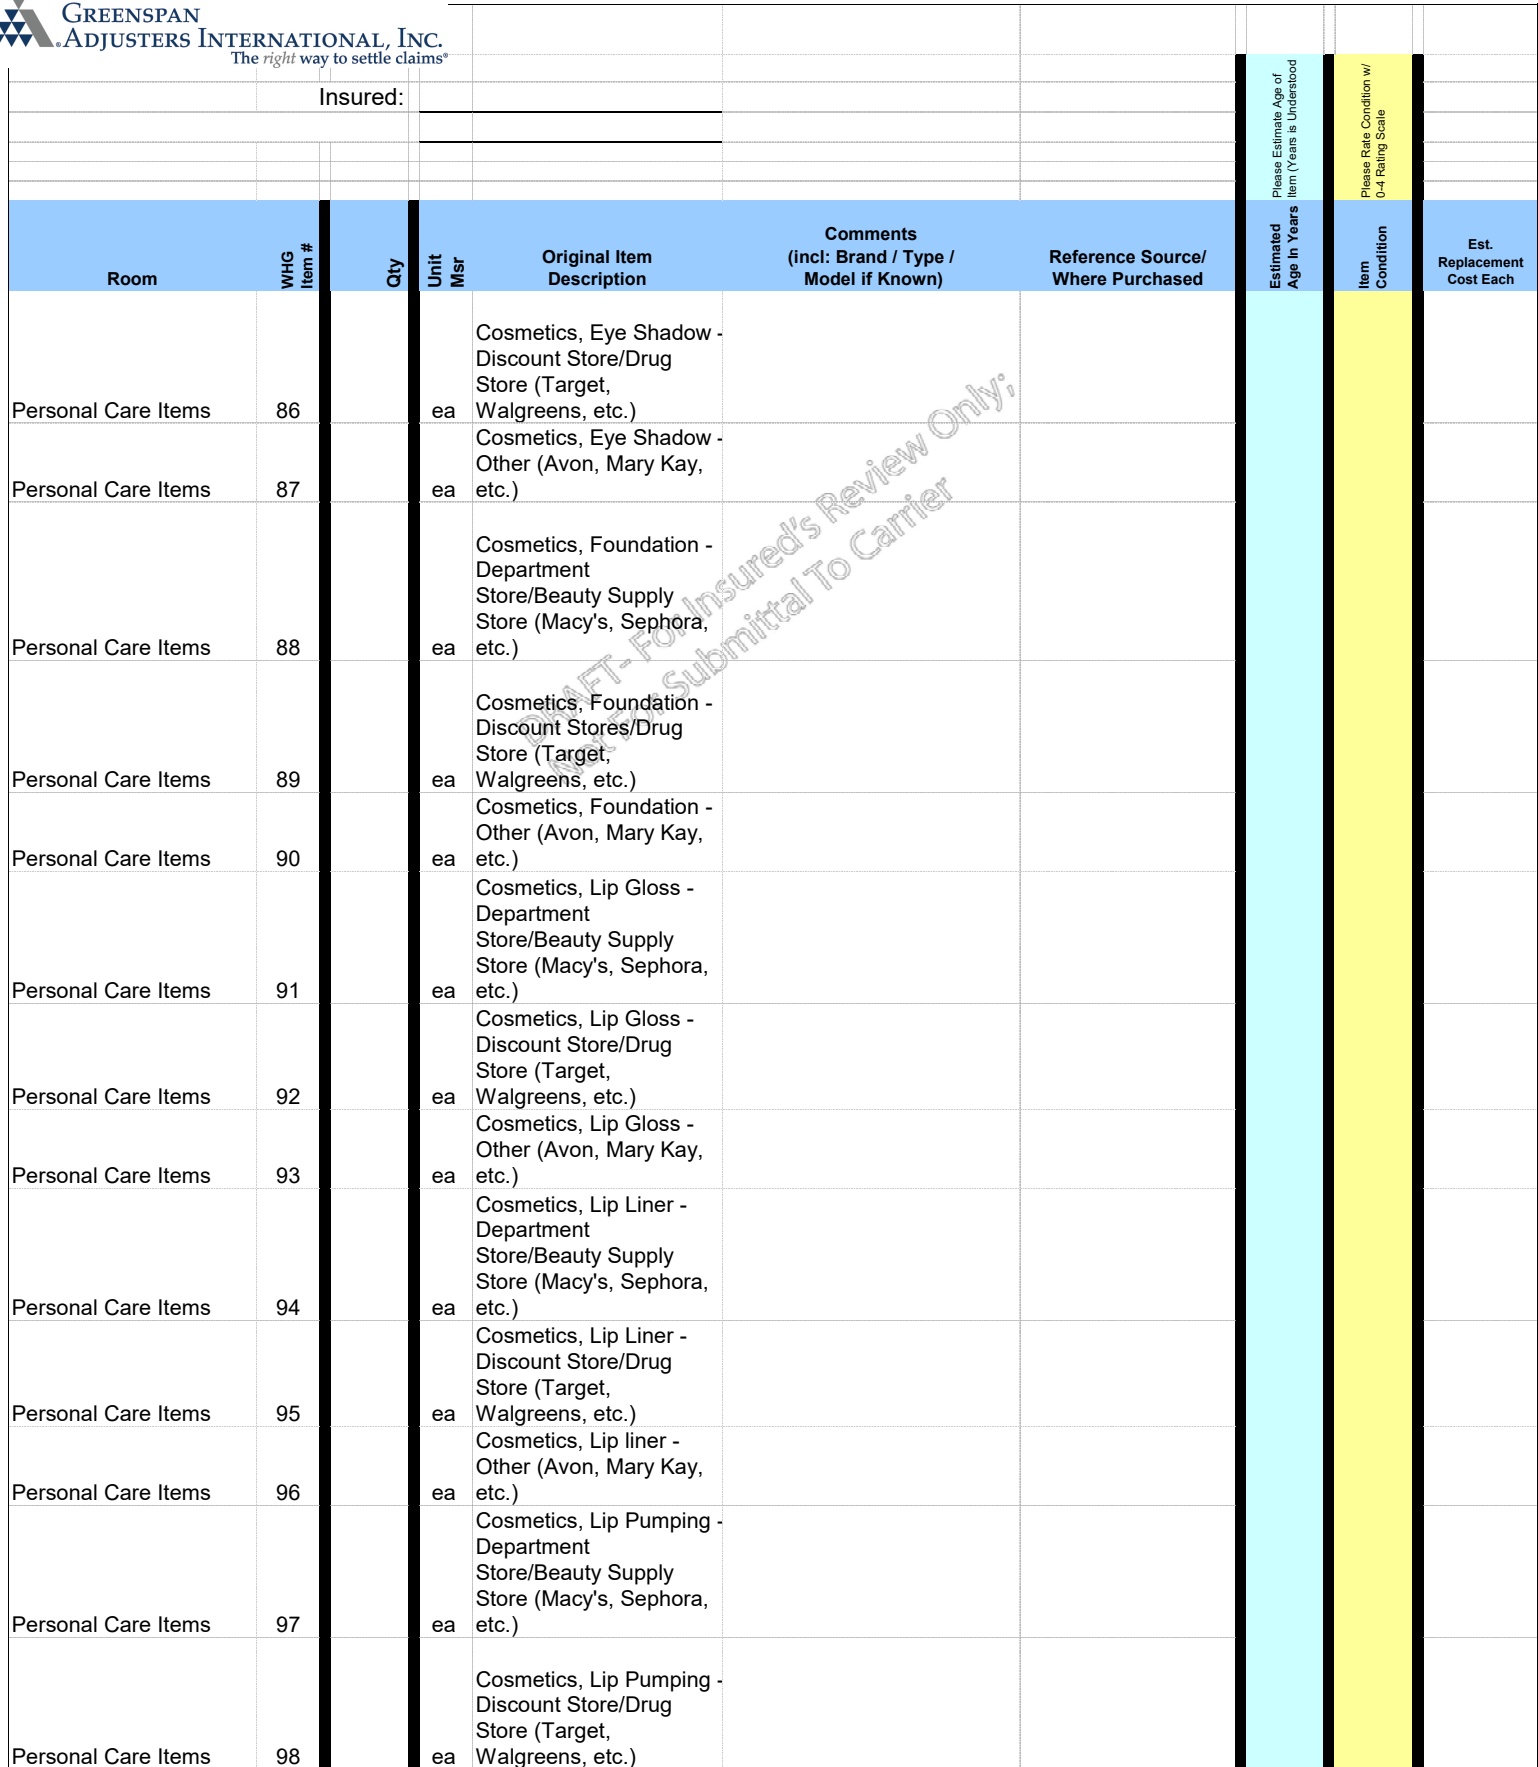 GREENSPAN
ADJUSTERS INTERNATIONAL, INC.
The right way to settle claims®
Insured:
Please Estimate Age of
Item (Years is Understood
Please Rate Condition w/
0-4 Rating Scale
Room
WHG
Item #
Qty
Unit
Msr
Original Item
Description
Comments
(incl: Brand / Type /
Model if Known)
Reference Source/
Where Purchased
Estimated
Age In Years
Item
Condition
Est.
Replacement
Cost Each
Cosmetics, Eye Shadow -
Discount Store/Drug
Store (Target,
Personal Care Items 86 ea Walgreens, etc.)
Cosmetics, Eye Shadow -
Other (Avon, Mary Kay,
Personal Care Items 87 ea etc.)
Cosmetics, Foundation -
Department
Store/Beauty Supply
Store (Macy's, Sephora,
Personal Care Items 88 ea etc.)
Cosmetics, Foundation -
Discount Stores/Drug
Store (Target,
Personal Care Items 89 ea Walgreens, etc.)
Cosmetics, Foundation -
Other (Avon, Mary Kay,
Personal Care Items 90 ea etc.)
Cosmetics, Lip Gloss -
Department
Store/Beauty Supply
Store (Macy's, Sephora,
Personal Care Items 91 ea etc.)
Cosmetics, Lip Gloss -
Discount Store/Drug
Store (Target,
Personal Care Items 92 ea Walgreens, etc.)
Cosmetics, Lip Gloss -
Other (Avon, Mary Kay,
Personal Care Items 93 ea etc.)
Cosmetics, Lip Liner -
Department
Store/Beauty Supply
Store (Macy's, Sephora,
Personal Care Items 94 ea etc.)
Cosmetics, Lip Liner -
Discount Store/Drug
Store (Target,
Personal Care Items 95 ea Walgreens, etc.)
Cosmetics, Lip liner -
Other (Avon, Mary Kay,
Personal Care Items 96 ea etc.)
Cosmetics, Lip Pumping -
Department
Store/Beauty Supply
Store (Macy's, Sephora,
Personal Care Items 97 ea etc.)
Cosmetics, Lip Pumping -
Discount Store/Drug
Store (Target,
Personal Care Items 98 ea Walgreens, etc.)
DRAFT- For Insured's Review Only;
Not For Submittal To Carrier